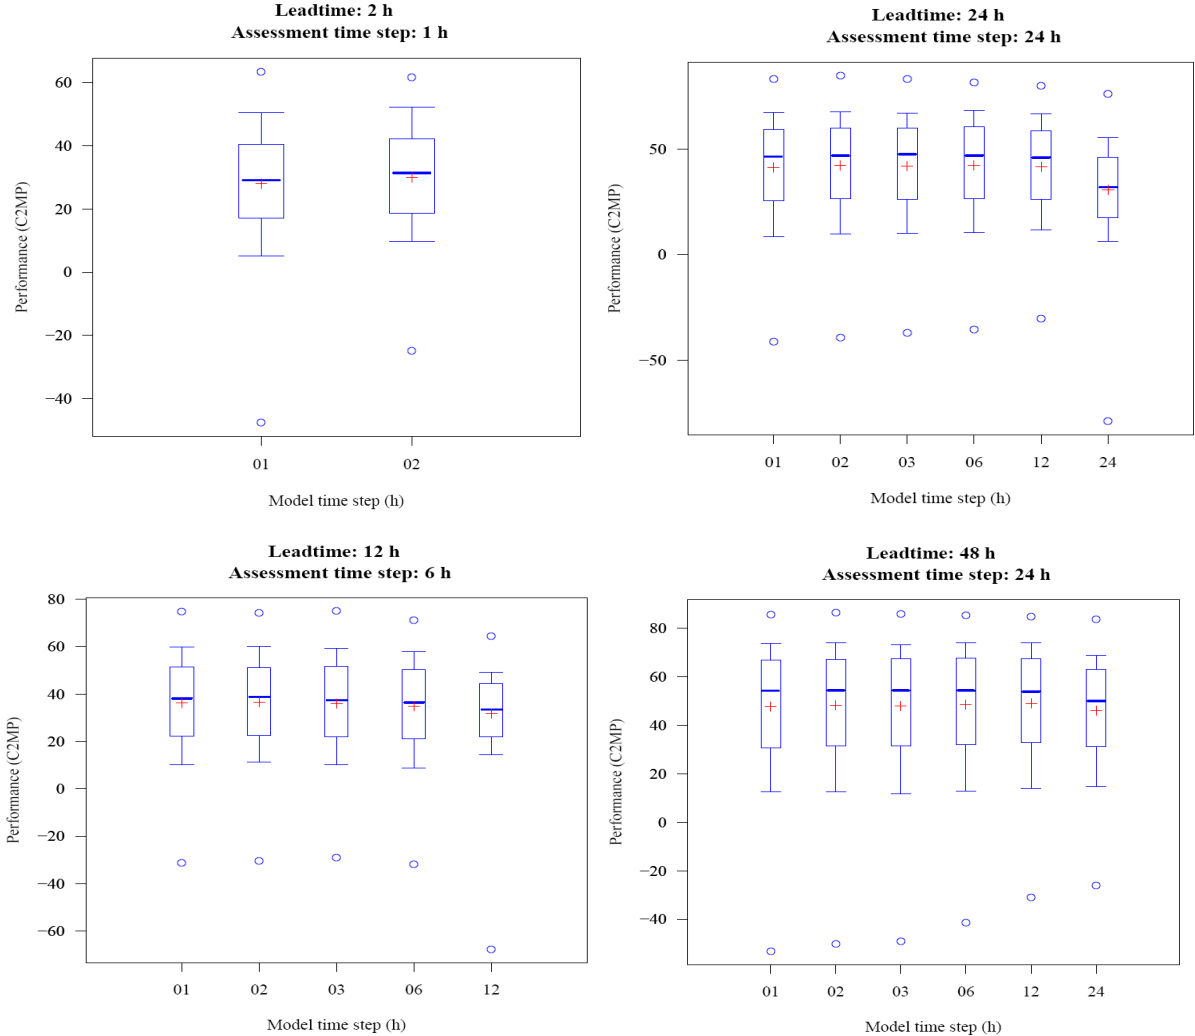 Leadtime: 2 h
Assessment time step: 1 h
60
40
20
0
−20
−40
Performance (C2MP)
01 02
Model time step (h)
Leadtime: 24 h
Assessment time step: 24 h
50
0
−50
Performance (C2MP)
01 02 03 06 12 24
Model time step (h)
Leadtime: 12 h
Assessment time step: 6 h
80
60
40
20
0
−20
−40
−60
Performance (C2MP)
01 02 03 06 12
Model time step (h)
Leadtime: 48 h
Assessment time step: 24 h
80
60
40
20
0
−20
−40
Performance (C2MP)
01 02 03 06 12 24
Model time step (h)